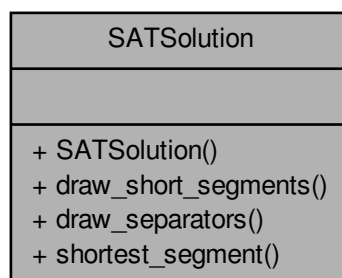 SATSolution
+ SATSolution()
+ draw_short_segments()
+ draw_separators()
+ shortest_segment()